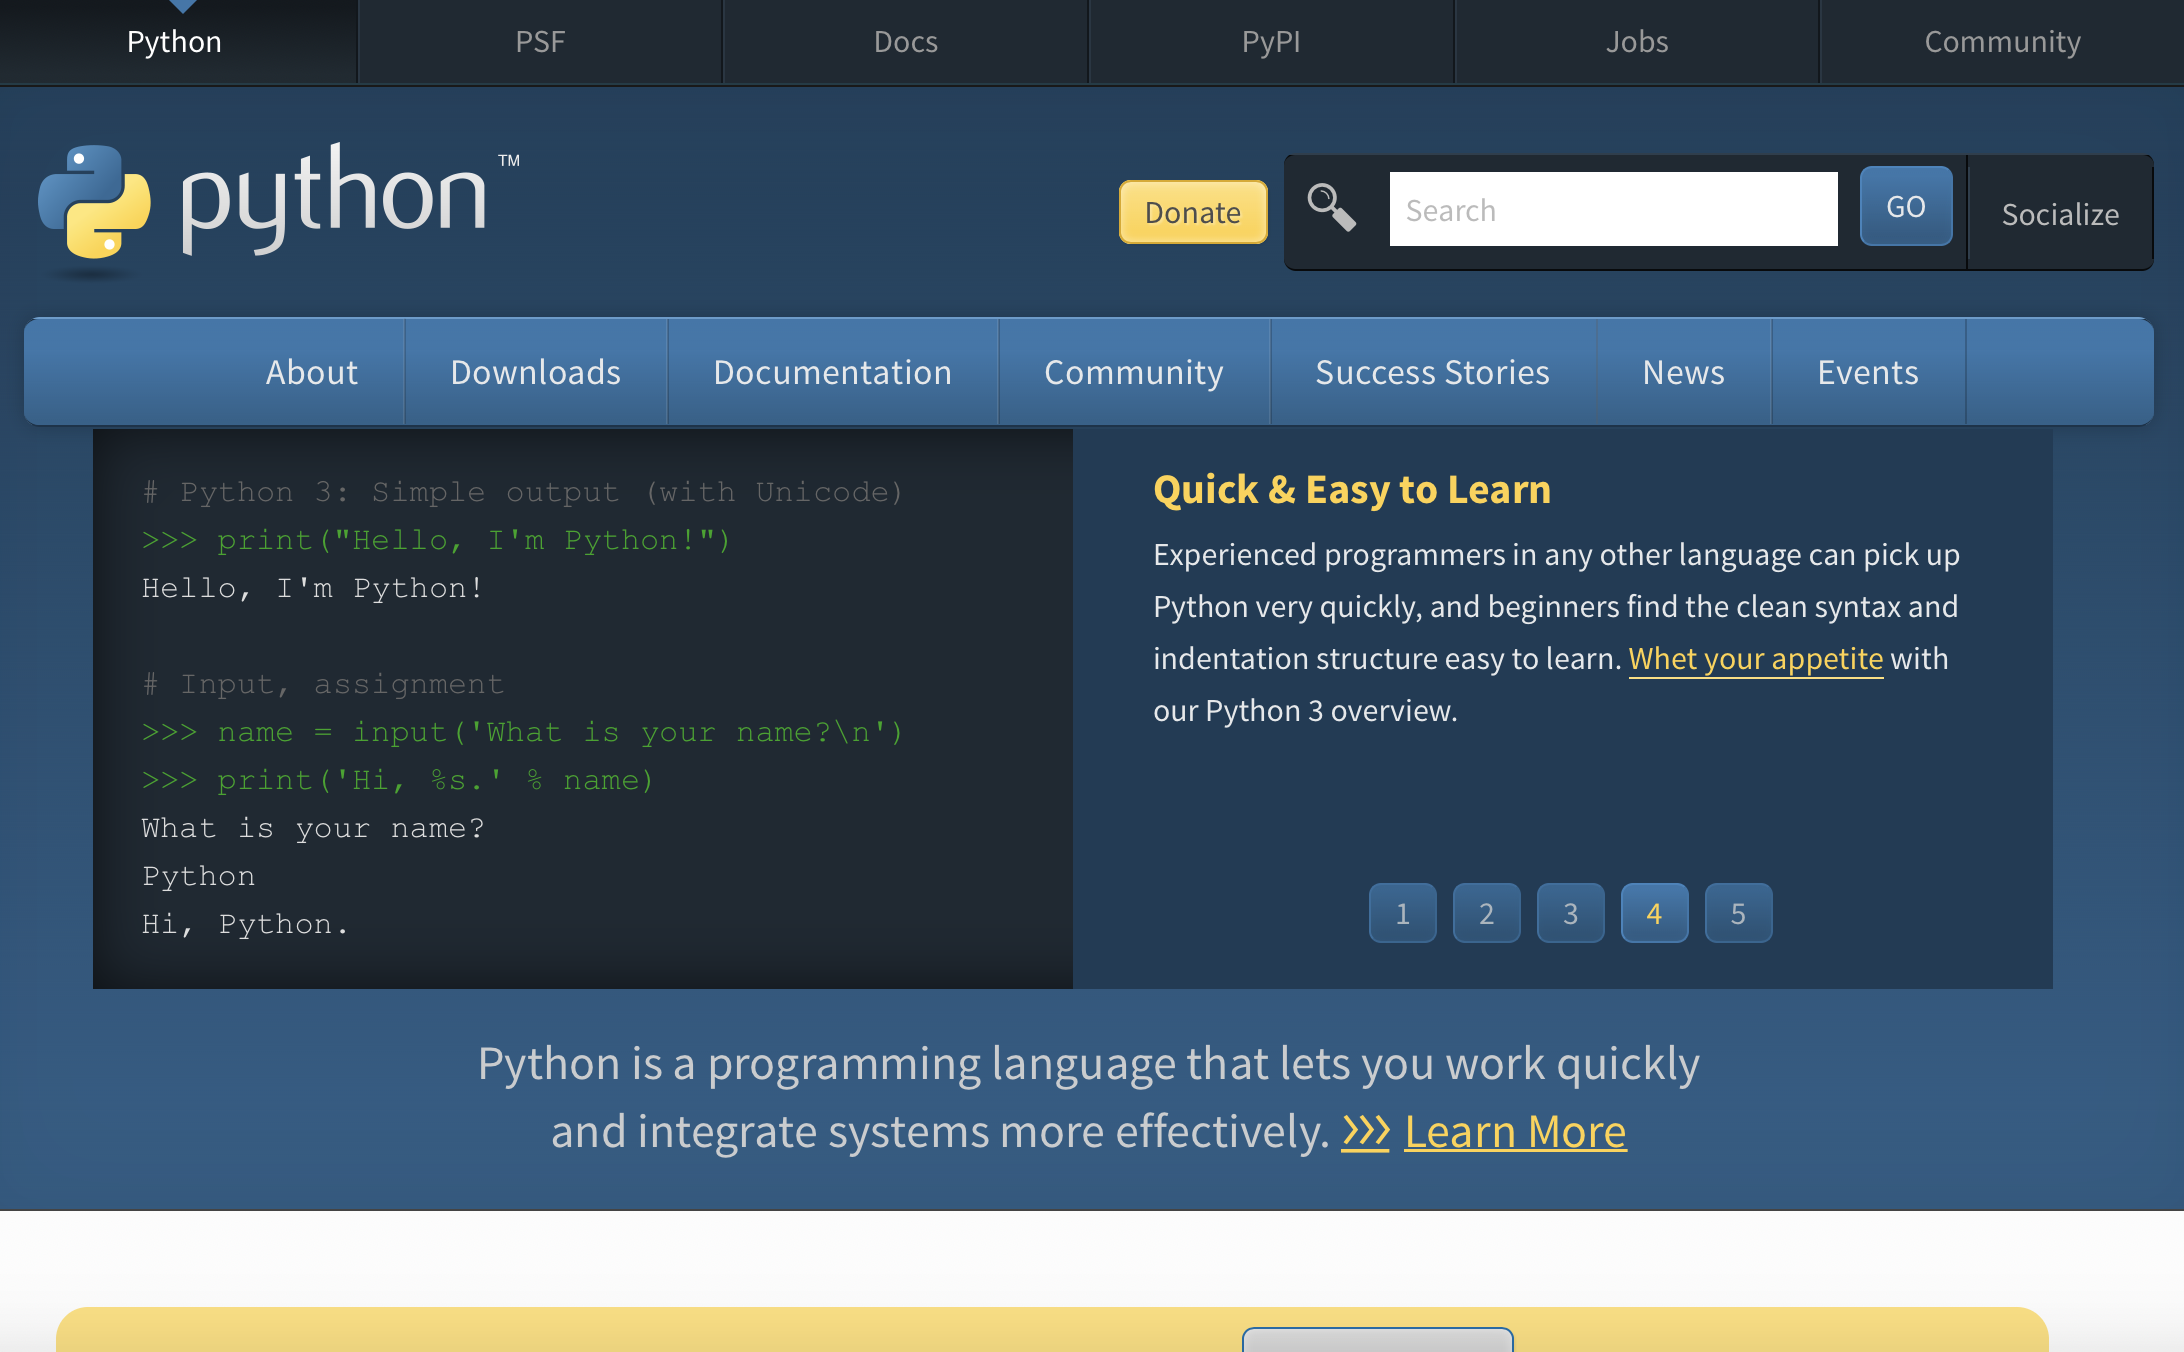 Python
PSF
Docs
PyPI
Jobs
Community
python™
Donate
Search
GO
Socialize
About
Downloads
Documentation
Community
Success Stories
News
Events
# Python 3: Simple output (with Unicode)
>>> print("Hello, I'm Python!")
Hello, I'm Python!
# Input, assignment
>>> name = input('What is your name?\n')
>>> print('Hi, %s.' % name)
What is your name?
Python
Hi, Python.
Quick & Easy to Learn
Experienced programmers in any other language can pick up
Python very quickly, and beginners find the clean syntax and
indentation structure easy to learn. Whet your appetite with
our Python 3 overview.
1
2
3
4
5
Python is a programming language that lets you work quickly
and integrate systems more effectively. >>> Learn More